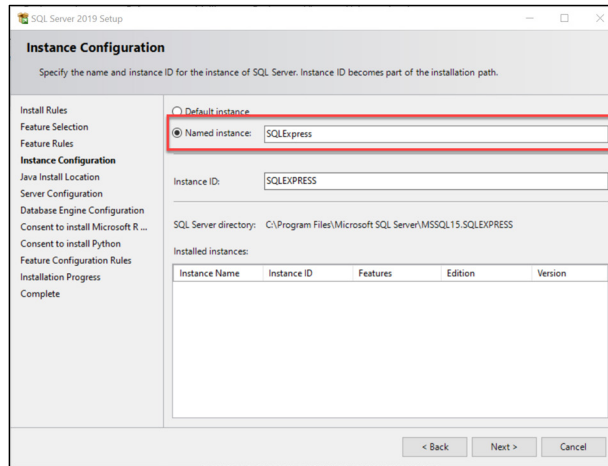 SQL Server 2019 Setup
Instance Configuration
Specify the name and instance ID for the instance of SQL Server. Instance ID becomes part of the installation path.
Install Rules
Feature Selection
Feature Rules
Instance Configuration
Java Install Location
Server Configuration
Database Engine Configuration
Consent to install Microsoft R ...
Consent to install Python
Feature Configuration Rules
Installation Progress
Complete
Default instance
Named instance: SQLExpress
Instance ID: SQLEXPRESS
SQL Server directory: C:\Program Files\Microsoft SQL Server\MSSQL15.SQLEXPRESS
Installed instances:
Instance Name Instance ID Features Edition Version
< Back Next > Cancel